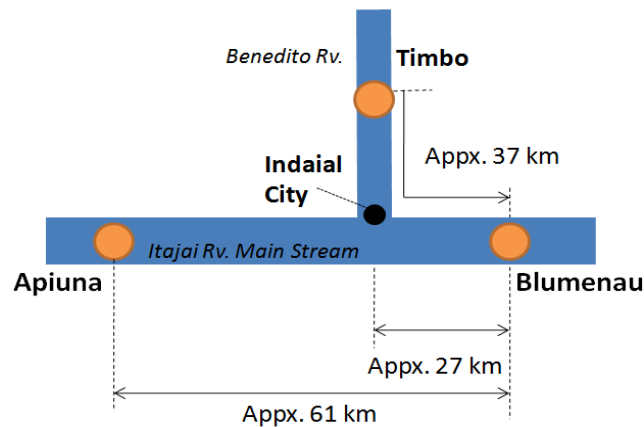 Benedito Rv.
Timbo
Appx. 37 km
Indaial
City
Itajai Rv. Main Stream
Apiuna
Blumenau
Appx. 27 km
Appx. 61 km